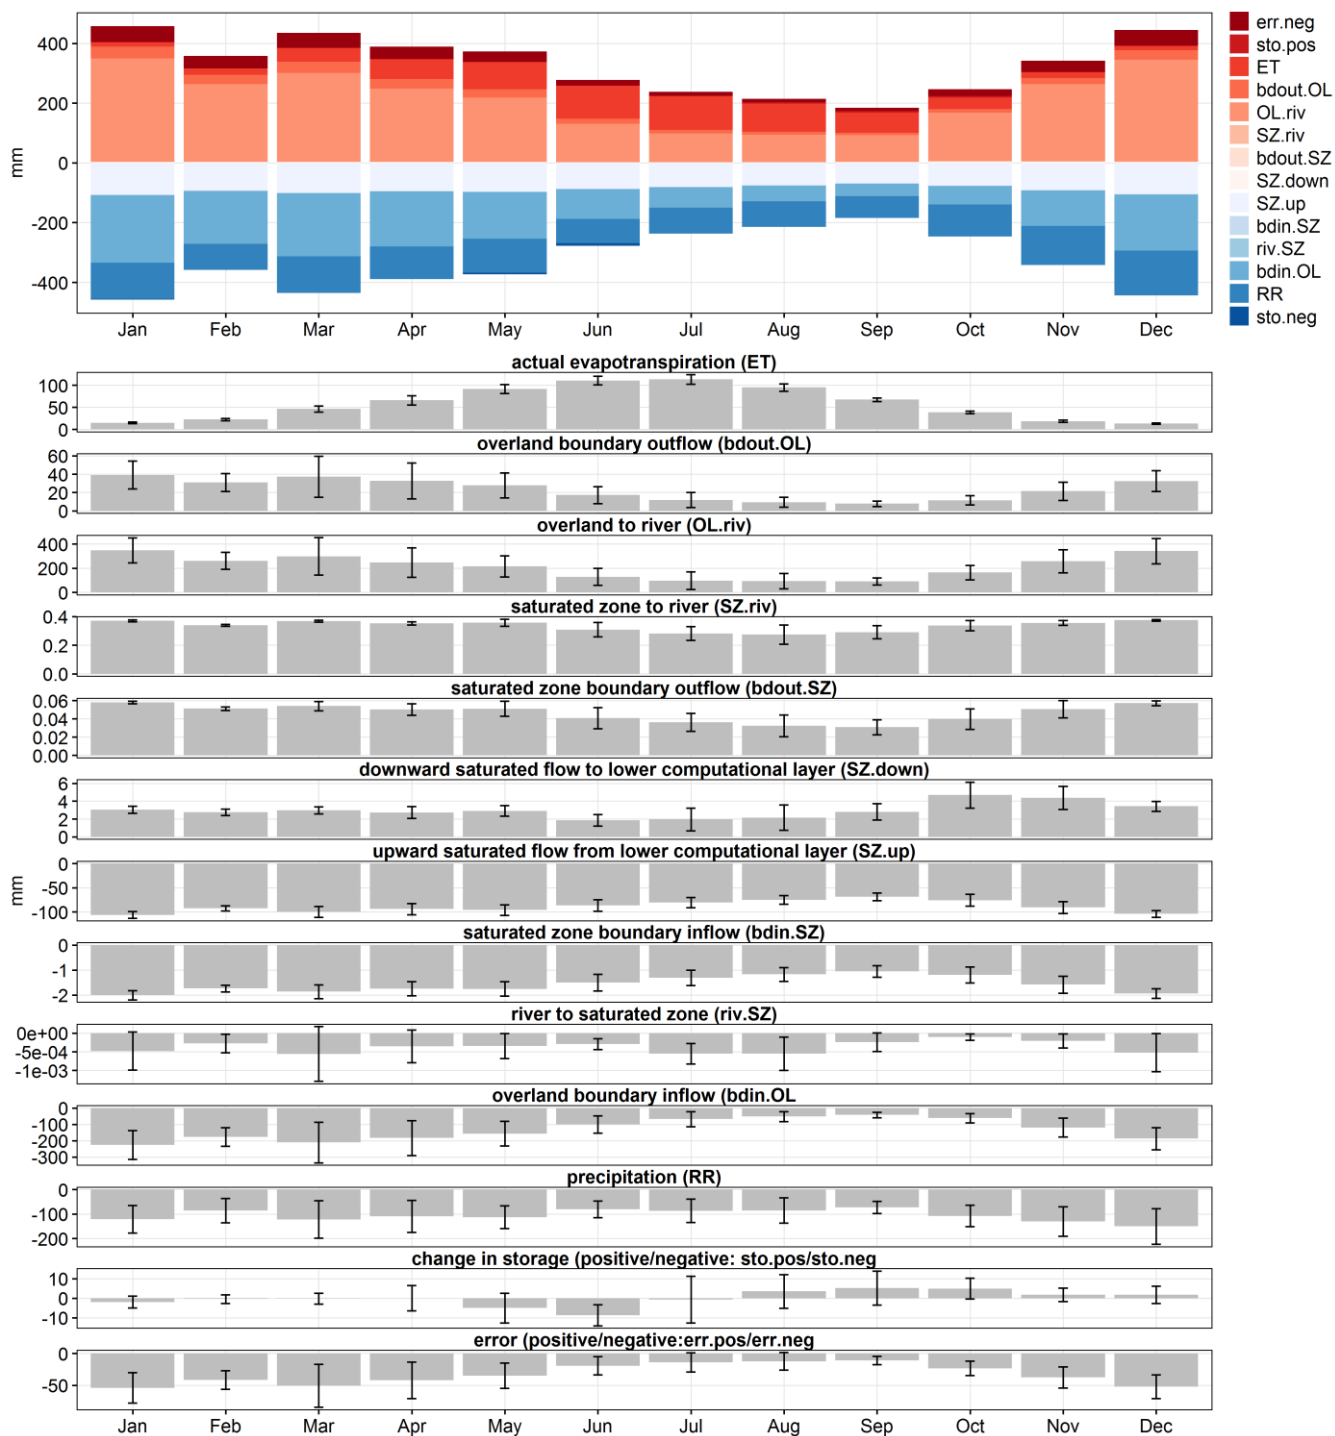 400
200
0
-200
-400
mm
Jan Feb Mar Apr May Jun Jul Aug Sep Oct Nov Dec
err.neg
sto.pos
ET
bdout.OL
OL.riv
SZ.riv
bdout.SZ
SZ.down
SZ.up
bdin.SZ
riv.SZ
bdin.OL
RR
sto.neg
actual evapotranspiration (ET)
100
50
0
overland boundary outflow (bdout.OL)
60
40
20
0
overland to river (OL.riv)
400
200
0
saturated zone to river (SZ.riv)
0.4
0.2
0.0
saturated zone boundary outflow (bdout.SZ)
0.06
0.04
0.02
0.00
downward saturated flow to lower computational layer (SZ.down)
6
4
2
0
upward saturated flow from lower computational layer (SZ.up)
0
-50
-100
mm
saturated zone boundary inflow (bdin.SZ)
0
-1
-2
river to saturated zone (riv.SZ)
0e+00
-5e-04
-1e-03
overland boundary inflow (bdin.OL
0
-100
-200
-300
precipitation (RR)
0
-100
-200
change in storage (positive/negative: sto.pos/sto.neg
10
0
-10
error (positive/negative:err.pos/err.neg
0
-50
Jan Feb Mar Apr May Jun Jul Aug Sep Oct Nov Dec